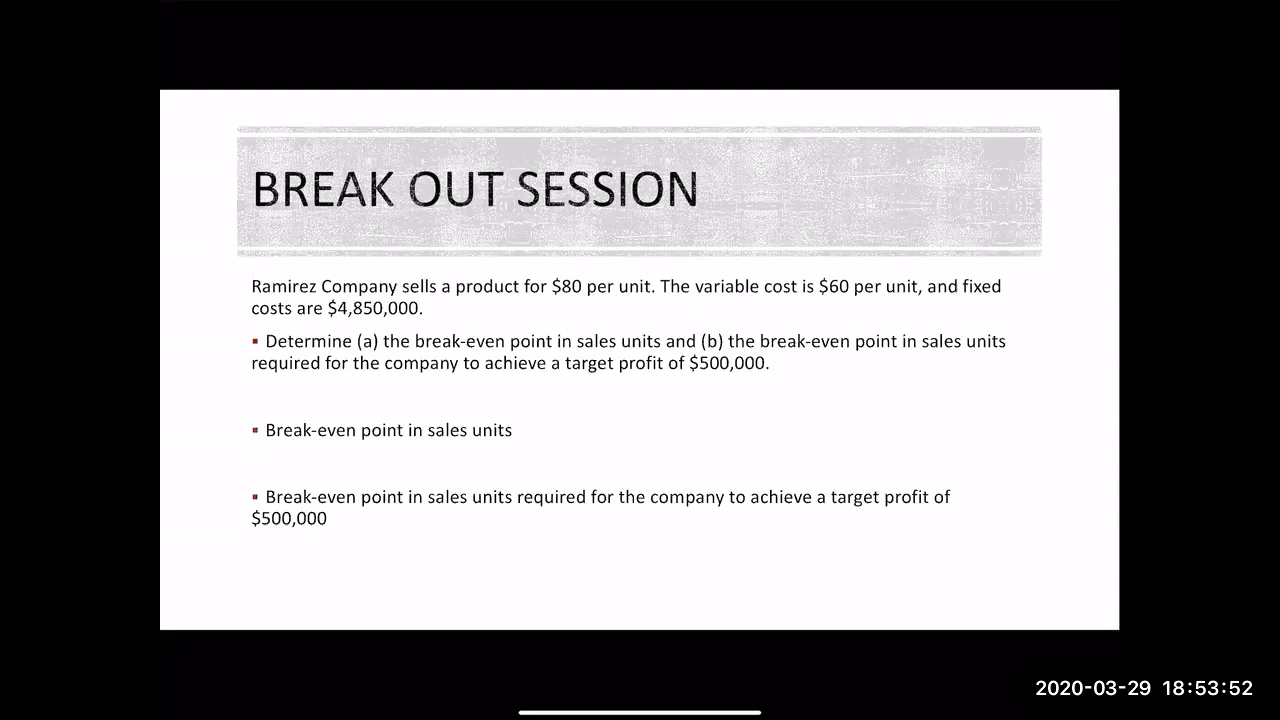 BREAK OUT SESSION
Ramirez Company sells a product for $80 per unit. The variable cost is $60 per unit, and fixed
costs are $4,850,000.
▪ Determine (a) the break-even point in sales units and (b) the break-even point in sales units
required for the company to achieve a target profit of $500,000.
▪ Break-even point in sales units
▪ Break-even point in sales units required for the company to achieve a target profit of
$500,000
2020-03-29 18:53:52